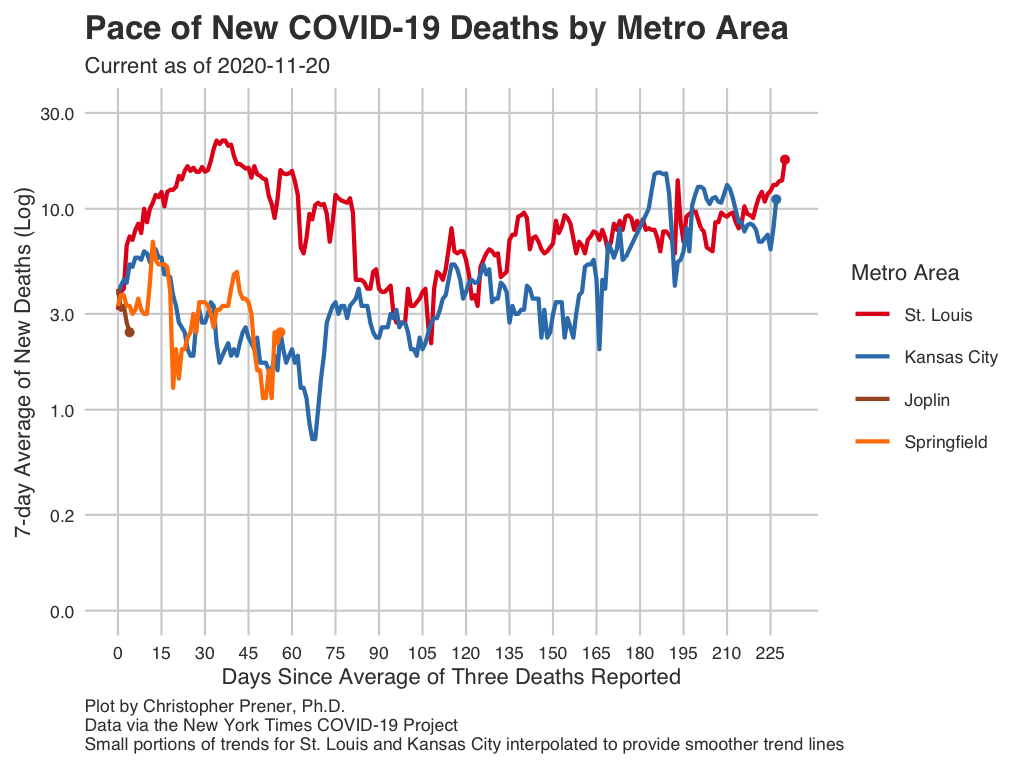 Pace of New COVID-19 Deaths by Metro Area
Current as of 2020-11-20
7-day Average of New Deaths (Log)
30.0
10.0
3.0
1.0
0.2
0.0
0 15 30 45 60 75 90 105 120 135 150 165 180 195 210 225
Days Since Average of Three Deaths Reported
Metro Area
St. Louis
Kansas City
Joplin
Springfield
Plot by Christopher Prener, Ph.D.
Data via the New York Times COVID-19 Project
Small portions of trends for St. Louis and Kansas City interpolated to provide smoother trend lines